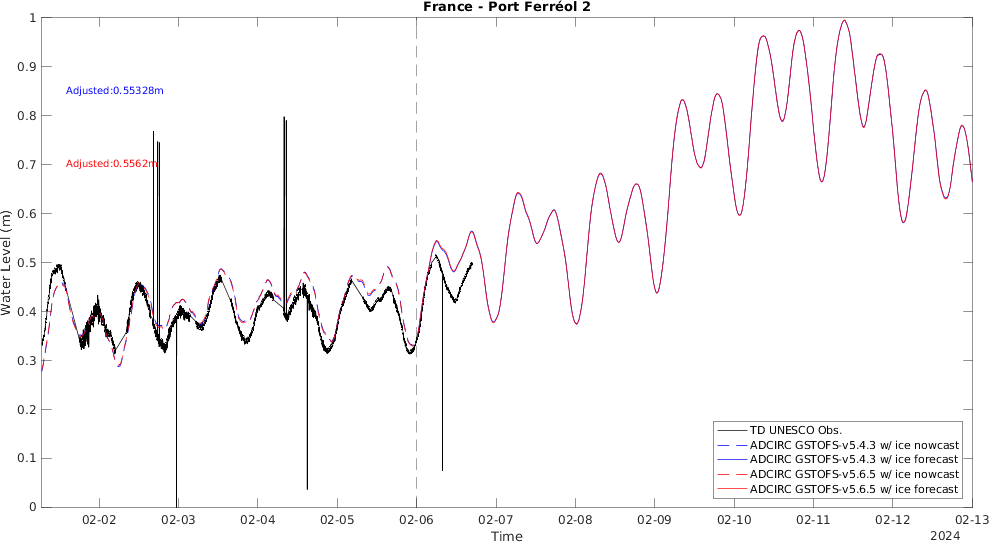 France - Port Ferréol 2
Adjusted:0.55328m
Adjusted:0.5562m
Water Level (m)
1
0.9
0.8
0.7
0.6
0.5
0.4
0.3
0.2
0.1
0
02-02 02-03 02-04 02-05 02-06 02-07 02-08 02-09 02-10 02-11 02-12 02-13
Time
2024
TD UNESCO Obs.
ADCIRC GSTOFS-v5.4.3 w/ ice nowcast
ADCIRC GSTOFS-v5.4.3 w/ ice forecast
ADCIRC GSTOFS-v5.6.5 w/ ice nowcast
ADCIRC GSTOFS-v5.6.5 w/ ice forecast